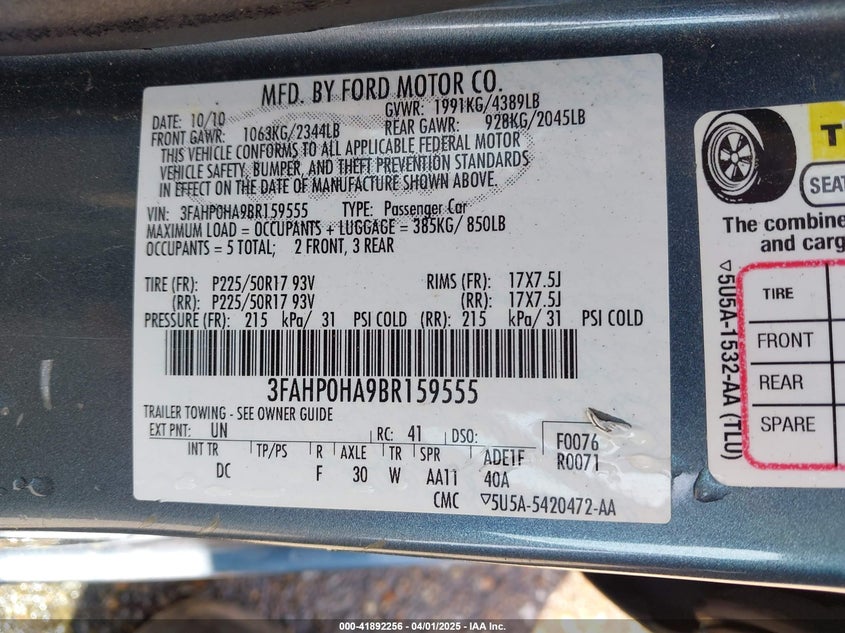 MFD. BY FORD MOTOR CO.
DATE: 10/10 GVWR: 1991KG/4389LB
FRONT GAWR: 1063KG/2344LB REAR GAWR: 928KG/2045LB
THIS VEHICLE CONFORMS TO ALL APPLICABLE FEDERAL MOTOR
VEHICLE SAFETY, BUMPER, AND THEFT PREVENTION STANDARDS
IN EFFECT ON THE DATE OF MANUFACTURE SHOWN ABOVE.
VIN: 3FAHP0HA9BR159555 TYPE: Passenger Car
MAXIMUM LOAD = OCCUPANTS + LUGGAGE = 385KG/ 850LB
OCCUPANTS = 5 TOTAL; 2 FRONT, 3 REAR
TIRE (FR): P225/50R17 93V RIMS (FR): 17X7.5J
(RR): P225/50R17 93V (RR): 17X7.5J
PRESSURE (FR): 215 kPa/ 31 PSI COLD (RR): 215 kPa/ 31 PSI COLD
3FAHP0HA9BR159555
TRAILER TOWING - SEE OWNER GUIDE
EXT PNT: UN RC: 41 DSO: F0076
R0071
INT TR TP/PS R AXLE TR SPR ADE1F
DC F 30 W AA11 40A
CMC ▽5U5A-5420472-AA
T
SEAT
The combine
and carg
TIRE
FRONT
REAR
SPARE
▽5U5A-1532-AA (TLU)
000-41892256 - 04/01/2025 - IAA Inc.